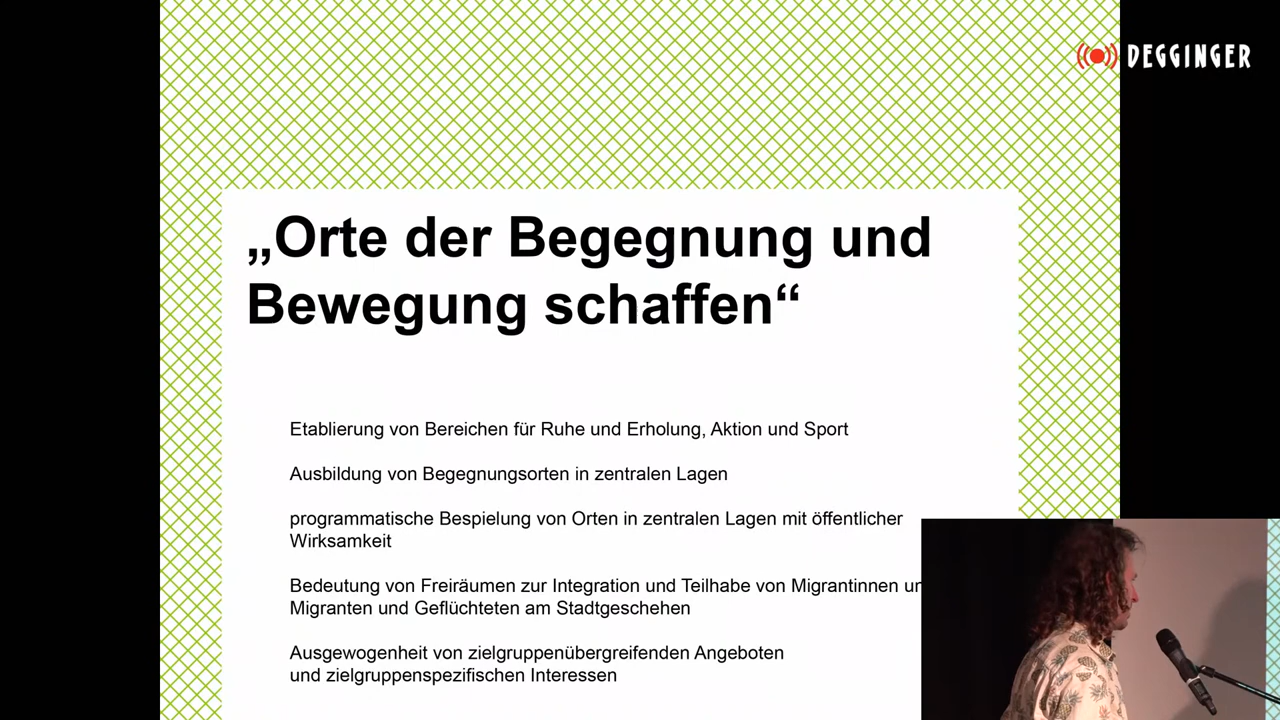 DEGGINGER
„Orte der Begegnung und
Bewegung schaffen“
Etablierung von Bereichen für Ruhe und Erholung, Aktion und Sport
Ausbildung von Begegnungsorten in zentralen Lagen
programmatische Bespielung von Orten in zentralen Lagen mit öffentlicher
Wirksamkeit
Bedeutung von Freiräumen zur Integration und Teilhabe von Migrantinnen
Migranten und Geflüchteten am Stadtgeschehen
Ausgewogenheit von zielgruppenübergreifenden Angeboten
und zielgruppenspezifischen Interessen